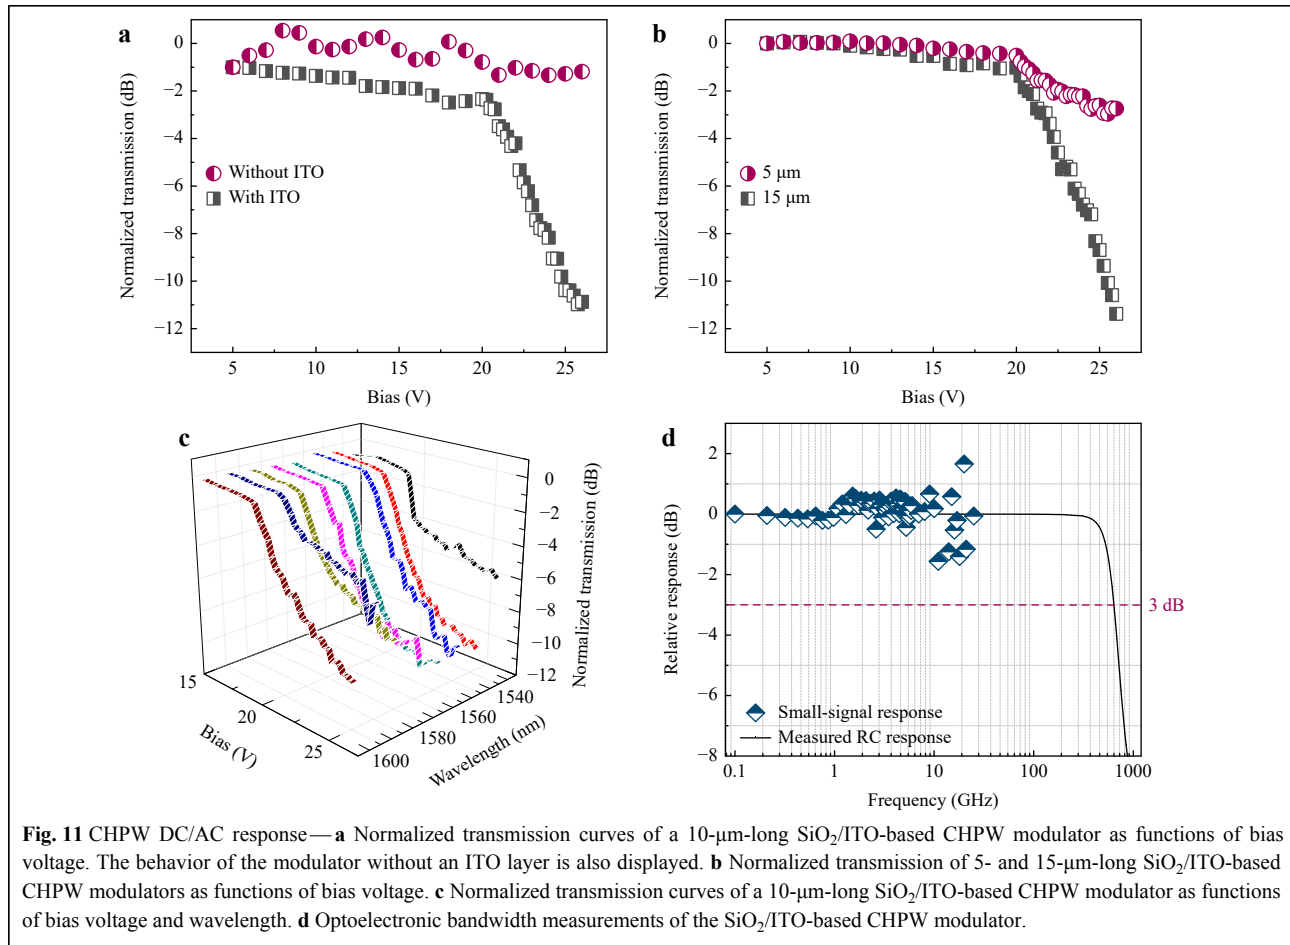 a
0
−2
−4
−6
−8
−10
−12
Normalized transmission (dB)
Without ITO
With ITO
5
10
15
20
25
Bias (V)
b
0
−2
−4
−6
−8
−10
−12
Normalized transmission (dB)
5 μm
15 μm
5
10
15
20
25
Bias (V)
c
0
−2
−4
−6
−8
−10
−12
Normalized transmission (dB)
15
20
25
Bias (V)
1600
1580
1560
1540
Wavelength (nm)
d
2
0
−2
−4
−6
−8
Relative response (dB)
3 dB
Small-signal response
Measured RC response
0.1
1
10
100
1000
Frequency (GHz)
Fig. 11 CHPW DC/AC response — a Normalized transmission curves of a 10-μm-long SiO₂/ITO-based CHPW modulator as functions of bias
voltage. The behavior of the modulator without an ITO layer is also displayed. b Normalized transmission of 5- and 15-μm-long SiO₂/ITO-based
CHPW modulators as functions of bias voltage. c Normalized transmission curves of a 10-μm-long SiO₂/ITO-based CHPW modulator as functions
of bias voltage and wavelength. d Optoelectronic bandwidth measurements of the SiO₂/ITO-based CHPW modulator.